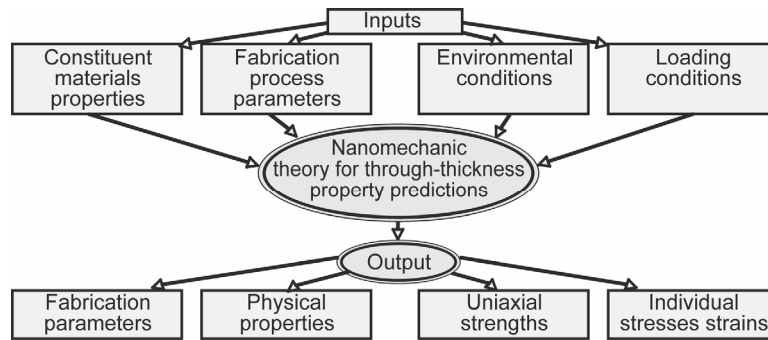 Inputs
Constituent
materials
properties
Fabrication
process
parameters
Environmental
conditions
Loading
conditions
Nanomechanic
theory for through-thickness
property predictions
Output
Fabrication
parameters
Physical
properties
Uniaxial
strengths
Individual
stresses strains